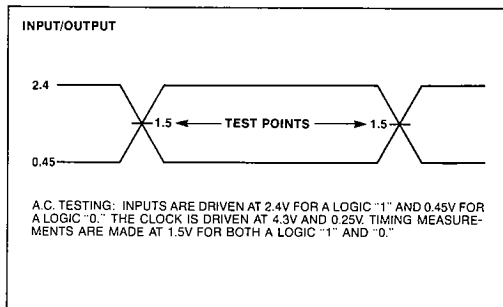 INPUT/OUTPUT
2.4
1.5 TEST POINTS 1.5
0.45
A.C. TESTING: INPUTS ARE DRIVEN AT 2.4V FOR A LOGIC "1" AND 0.45V FOR
A LOGIC "0." THE CLOCK IS DRIVEN AT 4.3V AND 0.25V. TIMING MEASURE-
MENTS ARE MADE AT 1.5V FOR BOTH A LOGIC "1" AND "0."